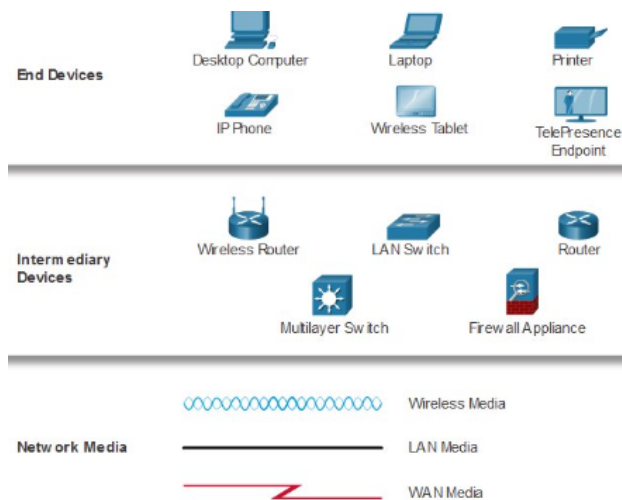 Desktop Computer
Laptop
Printer
End Devices
IP Phone
Wireless Tablet
TelePresence
Endpoint
Wireless Router
LAN Switch
Router
Intermediary
Devices
Multilayer Switch
Firewall Appliance
Wireless Media
Network Media
LAN Media
WAN Media